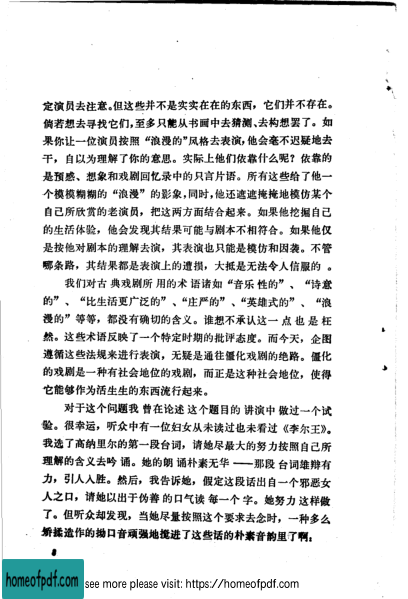 定演员去注意。但这些并不是实实在在的东西，它们并不存在。
倘若想去寻找它们，至多只能从书画中去猜测、去构想罢了。如
果你让一位演员按照“浪漫的”风格去表演，他会毫不迟疑地去
干，自以为理解了你的意思。实际上他们依靠什么呢？依靠的
是预感、想象和戏剧回忆录中的只言片语。所有这些给了他一
个模模糊糊的“浪漫”的影象，同时，他还遮遮掩掩地模仿某个
自己所欣赏的老演员，把这两方面结合起来。如果他挖掘自己
的生活体验，他会发现其结果可能与剧本不相符合。如果他仅
是按他对剧本的理解去演，其表演也只能是模仿和因袭。不管
哪条路，其结果都是表演上的遭损，大抵是无法令人信服的 。
我们对古 典戏剧所 用的术 语诸如“音乐 性的” 、 “诗意
的” 、 “比生活更广泛的” 、“庄严的” 、“英雄式的” 、 “浪
漫的” 等等，都没有确切的含义。谁想不承认这一 点 也 是 枉
然。这些术语反映了一个特定时期的批评态度。而今天，企图
遵循这些法规来进行表演，无疑是通往僵化戏剧的绝路。僵化
的戏剧是一种有社会地位的戏剧，而正是这种社会地位，使得
它能够作为活生生的东西流行起来。
对于这个问题我 曾在论述 这个题目的 讲演中 做过一个试
验。很幸运，听众中有一位妇女从未读过也未看过《李尔王》。
我选了高纳里尔的第一段台词，请她尽最大的努力按照自己所
理解的含义去吟 诵。她的朗 诵朴素无华 ——那段 台词雄辩有
力，引人入胜。然后，我告诉她，假定这段话出自一个邪恶女
人之口，请她以出于伪善 的口气读 每一个 字。她努力 这样做
了。但听众却发现，当她尽量按照这个要求去念时，一种多么
矫揉造作的拗口音顽强地搅进了这些话的朴素音韵里了啊：
8
homeofpdf.com
see more please visit: https://homeofpdf.com